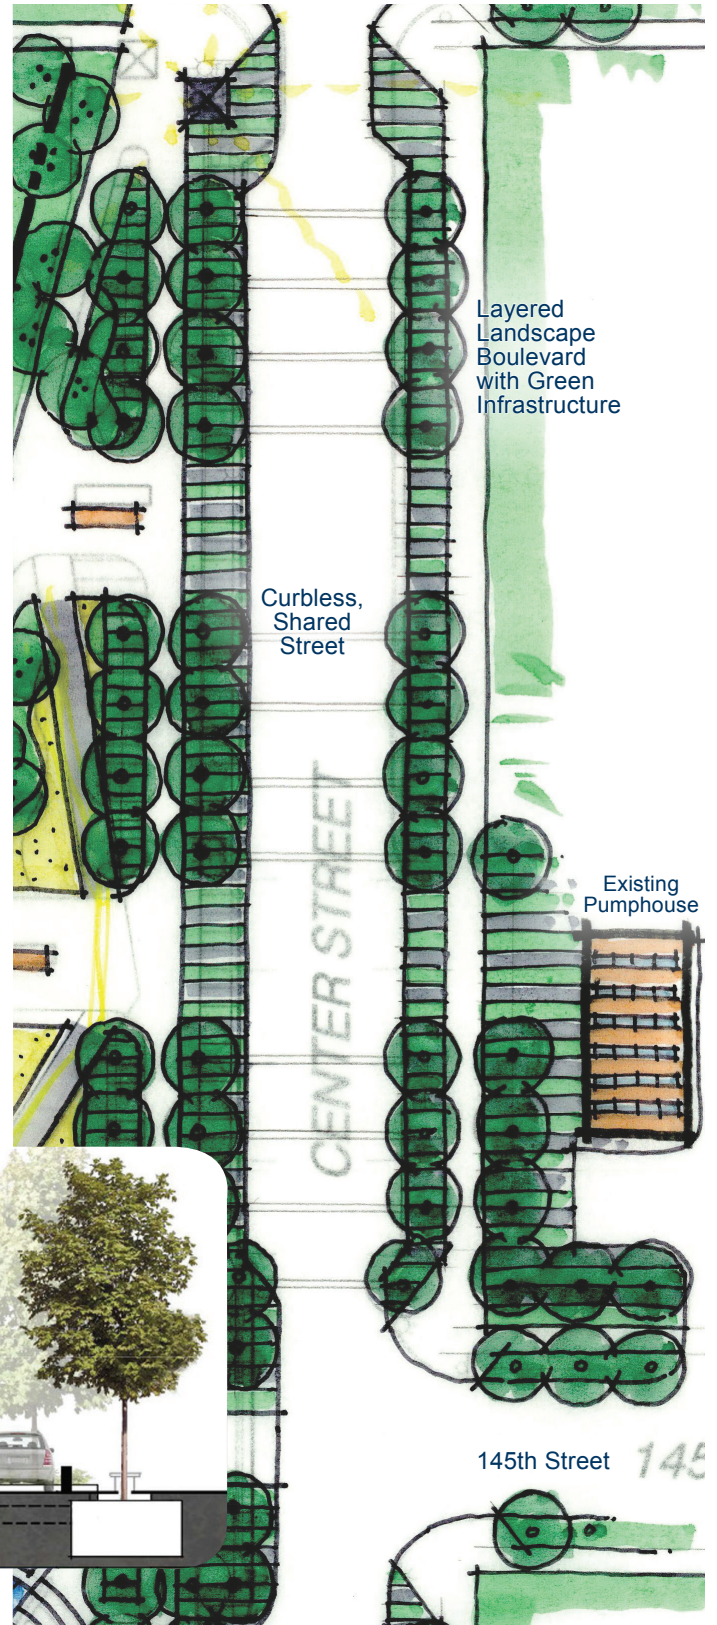 Layered
Landscape
Boulevard
with Green
Infrastructure
Curbless,
Shared
Street
CENTER STREET
Existing
Pumphouse
145th Street
145